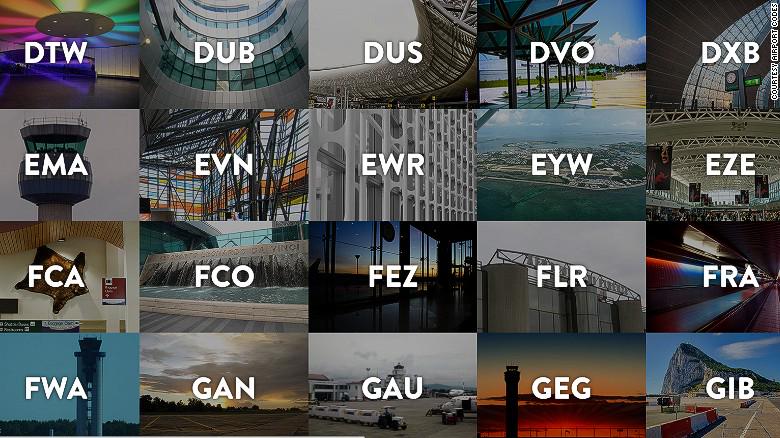 DTW
DUB
DUS
DVO
DXB
COURTESY AIRPORT CODES
EMA
EVN
EWR
EYW
EZE
FCA
FCO
FEZ
FLR
FRA
FWA
GAN
GAU
GEG
GIB